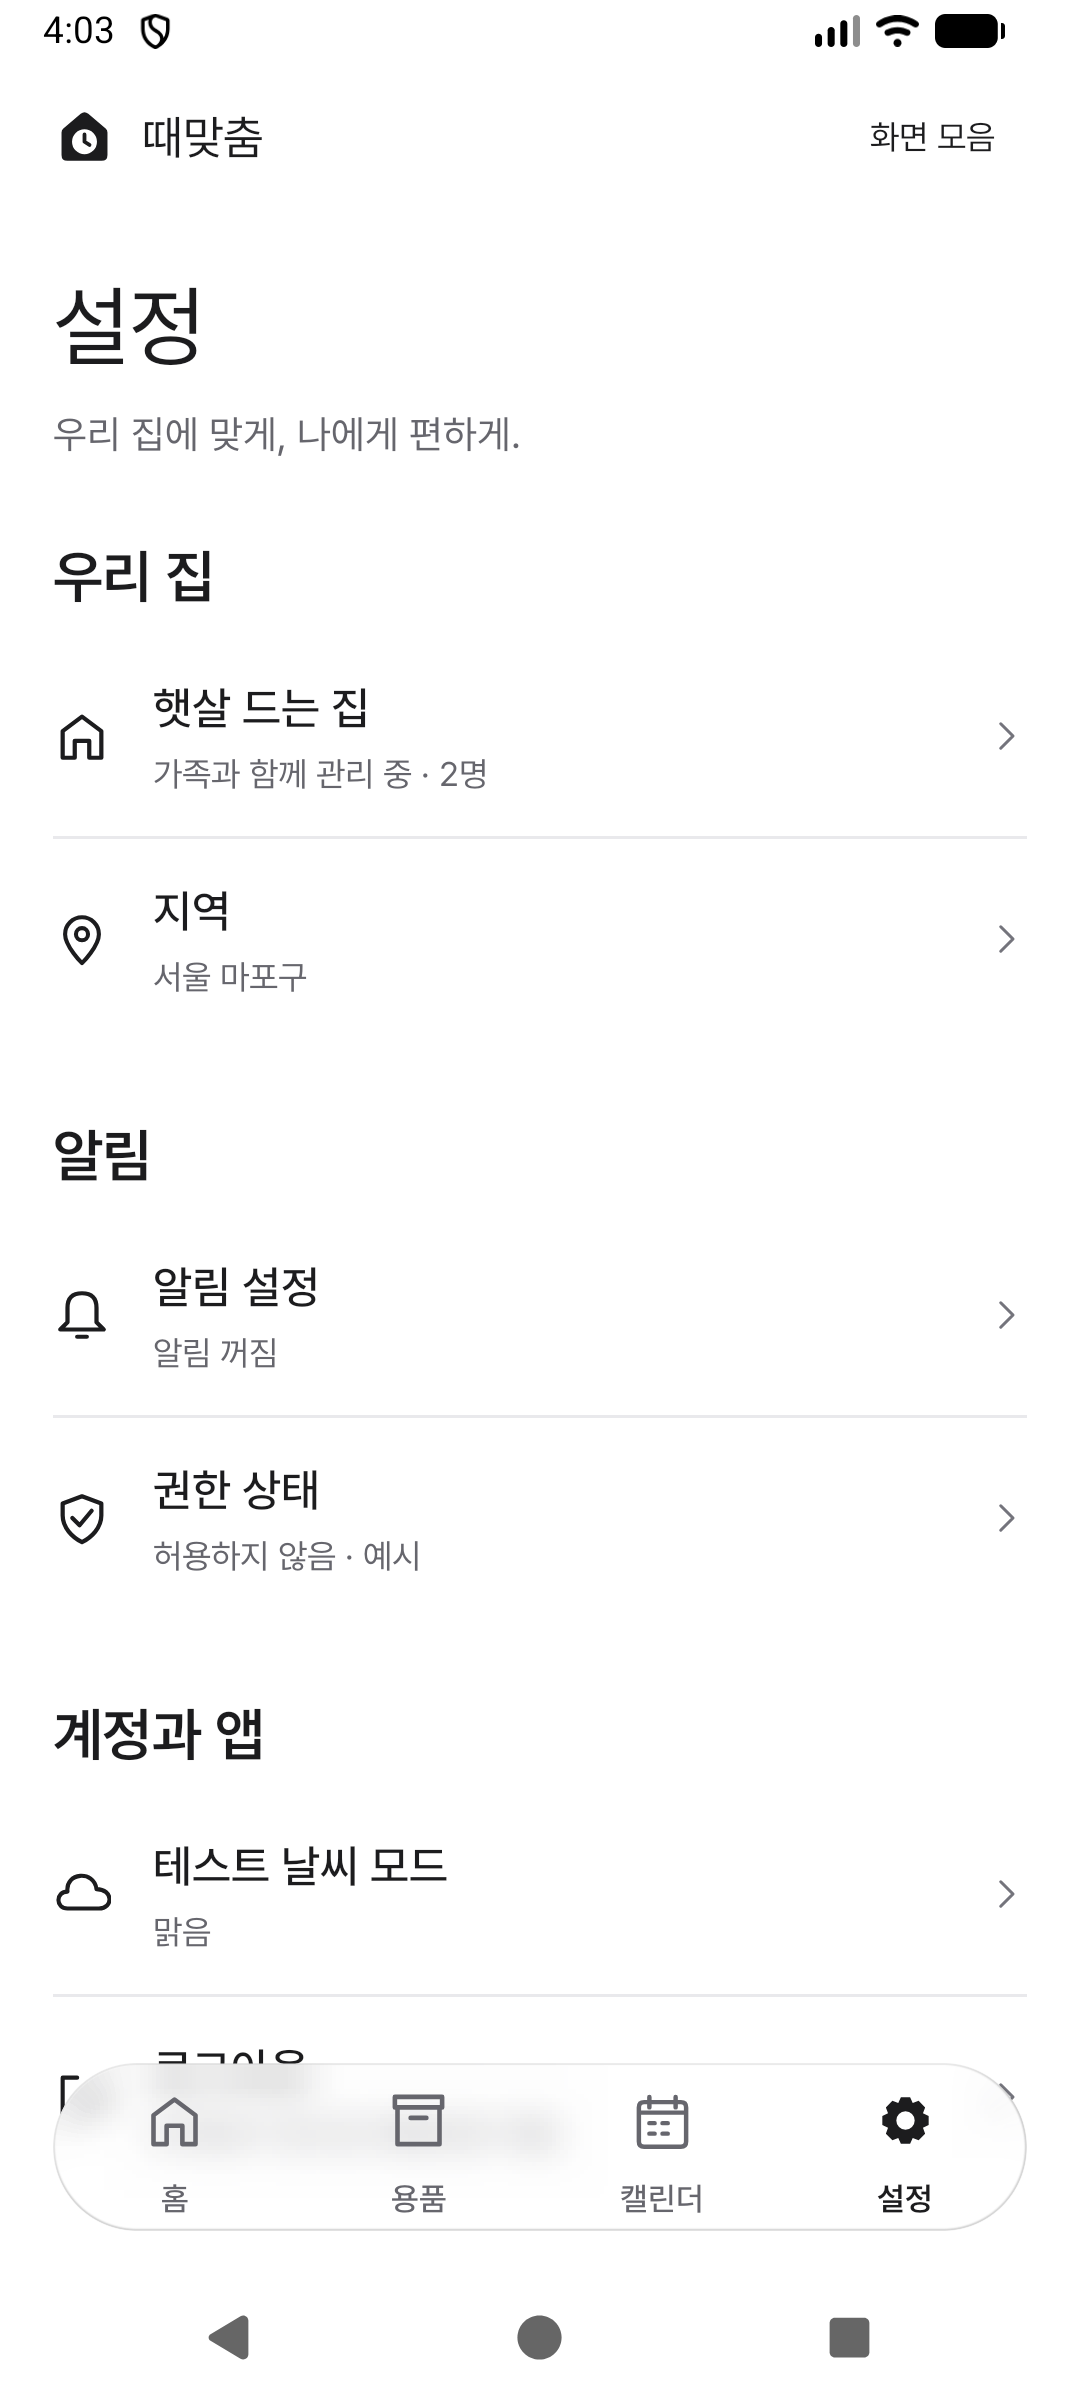 4:03
때맞춤
화면 모음
설정
우리 집에 맞게, 나에게 편하게.
우리 집
햇살 드는 집
가족과 함께 관리 중 · 2명
지역
서울 마포구
알림
알림 설정
알림 꺼짐
권한 상태
허용하지 않음 · 예시
계정과 앱
테스트 날씨 모드
맑음
홈
용품
캘린더
설정